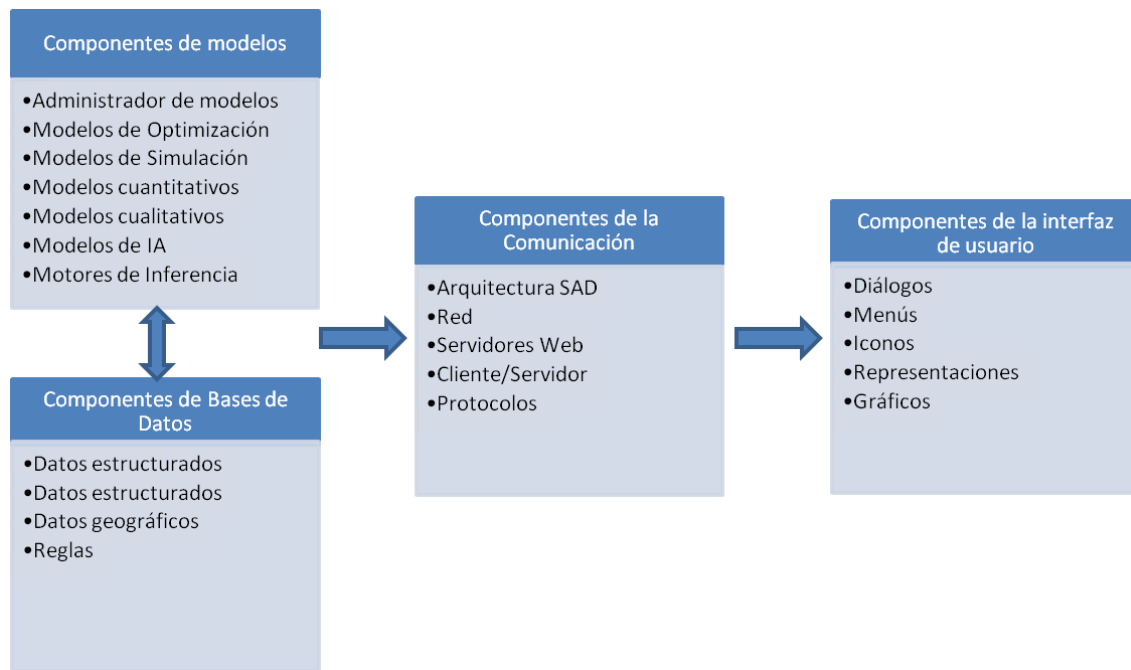 Componentes de modelos
•Administrador de modelos
•Modelos de Optimización
•Modelos de Simulación
•Modelos cuantitativos
•Modelos cualitativos
•Modelos de IA
•Motores de Inferencia
Componentes de Bases de
Datos
•Datos estructurados
•Datos estructurados
•Datos geográficos
•Reglas
Componentes de la
Comunicación
•Arquitectura SAD
•Red
•Servidores Web
•Cliente/Servidor
•Protocolos
Componentes de la interfaz
de usuario
•Diálogos
•Menús
•Iconos
•Representaciones
•Gráficos